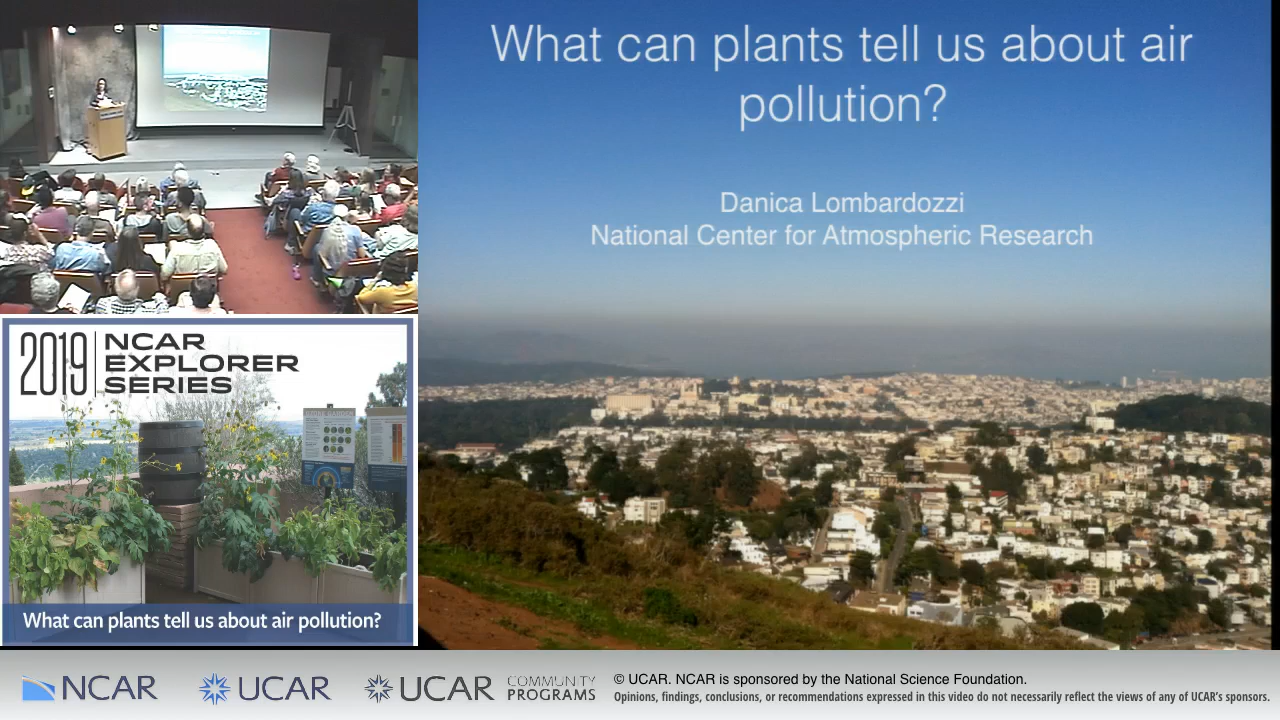 What can plants tell us about air
pollution?
Danica Lombardozzi
National Center for Atmospheric Research
2019 NCAR
EXPLORER
SERIES
What can plants tell us about air pollution?
NCAR
UCAR
UCAR COMMUNITY
PROGRAMS
© UCAR. NCAR is sponsored by the National Science Foundation.
Opinions, findings, conclusions, or recommendations expressed in this video do not necessarily reflect the views of any of UCAR's sponsors.